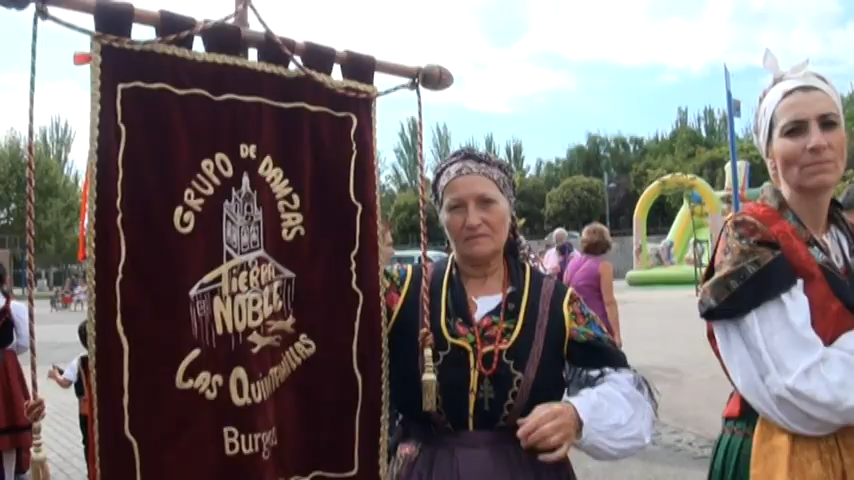 GRUPO DE DANZAS
TIERRA
NOBLE
LAS QUINTANILLAS
BURGOS